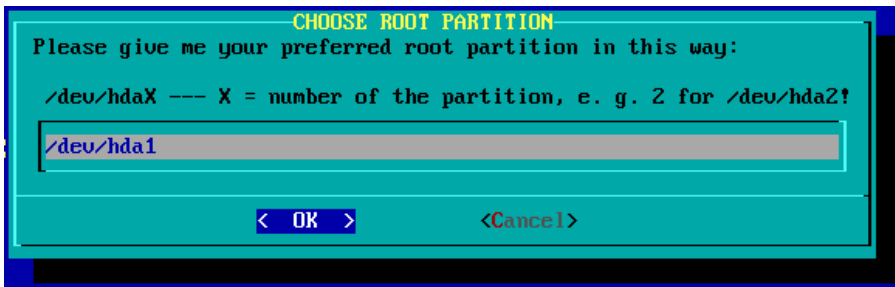 CHOOSE ROOT PARTITION
Please give me your preferred root partition in this way:
/dev/hdaX --- X = number of the partition, e. g. 2 for /dev/hda2!
/dev/hda1
< OK > <Cancel>